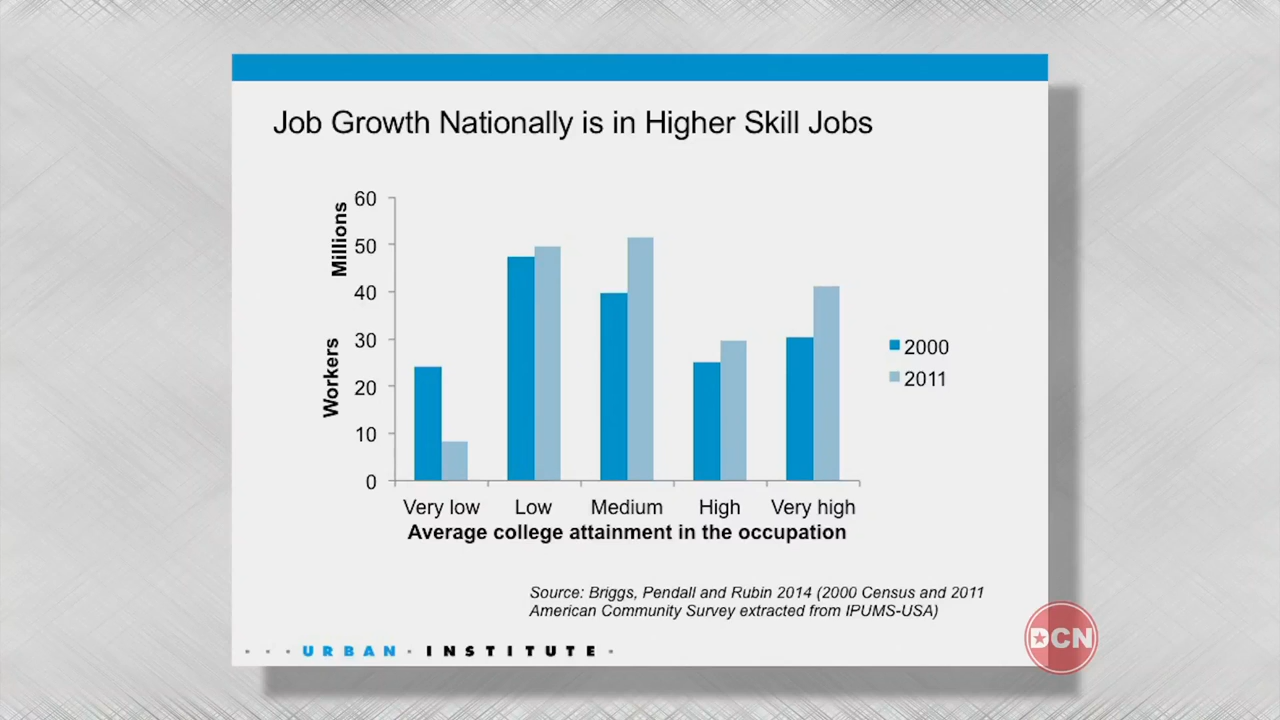 Job Growth Nationally is in Higher Skill Jobs
60
50
40
30
20
10
0
Millions
Workers
Very low Low Medium High Very high
Average college attainment in the occupation
2000
2011
Source: Briggs, Pendall and Rubin 2014 (2000 Census and 2011
American Community Survey extracted from IPUMS-USA)
URBAN INSTITUTE
DCN